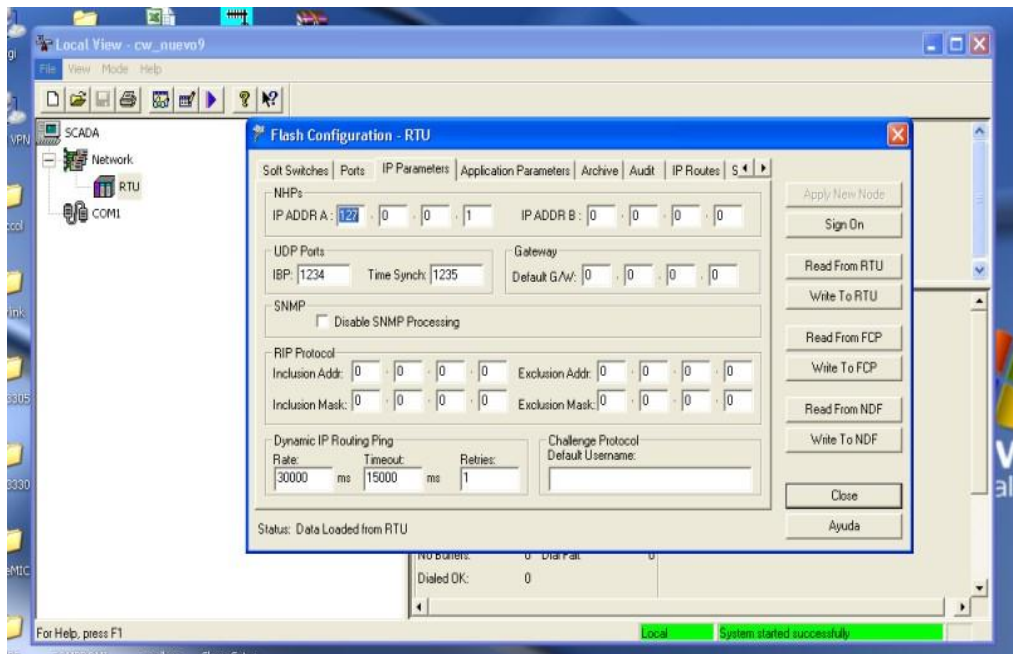 gi
VPN
col
ink
3305
3330
eMIC
Local View - cw_nuevo9
File View Mode Help
SCADA
Network
RTU
COM1
Flash Configuration - RTU
Soft Switches Ports IP Parameters Application Parameters Archive Audit IP Routes S
NHPs
IP ADDR A : 127 . 0 . 0 . 1 IP ADDR B : 0 . 0 . 0 . 0
UDP Ports
IBP: 1234 Time Synch: 1235
Gateway
Default G/W: 0 . 0 . 0 . 0
SNMP
Disable SNMP Processing
RIP Protocol
Inclusion Addr: 0 . 0 . 0 . 0 Exclusion Addr: 0 . 0 . 0 . 0
Inclusion Mask: 0 . 0 . 0 . 0 Exclusion Mask: 0 . 0 . 0 . 0
Dynamic IP Routing Ping
Rate: Timeout: Retries:
30000 ms 15000 ms 1
Challenge Protocol
Default Username:
Status: Data Loaded from RTU
Apply New Node
Sign On
Read From RTU
Write To RTU
Read From FCP
Write To FCP
Read From NDF
Write To NDF
Close
Ayuda
No Buffers: 0 Dial Fail: 0
Dialed OK: 0
For Help, press F1
Local
System started successfully